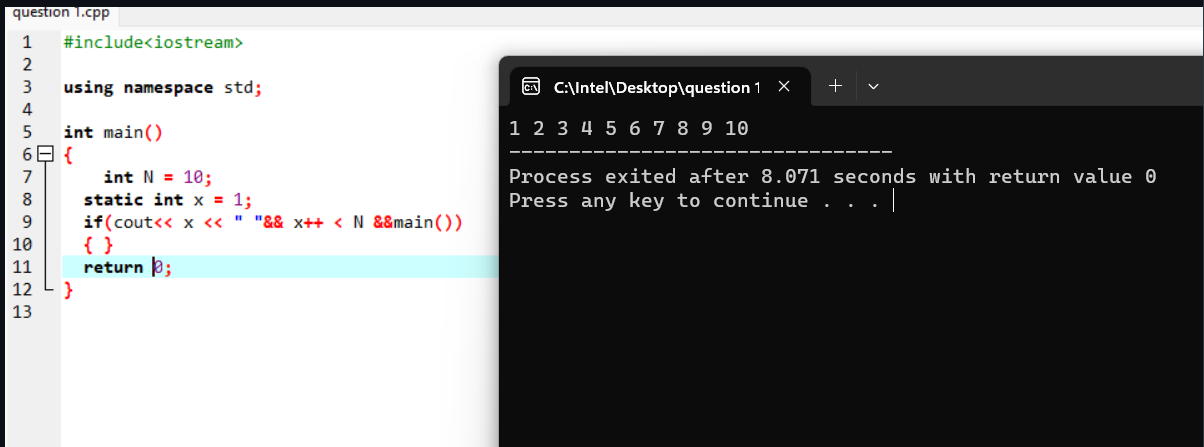 question 1.cpp
1 #include<iostream>
2
3 using namespace std;
4
5 int main()
6 {
7 int N = 10;
8 static int x = 1;
9 if(cout<< x << " "&& x++ < N &&main())
10 { }
11 return 0;
12 }
13
C:\Intel\Desktop\question 1
1 2 3 4 5 6 7 8 9 10
--------------------------------
Process exited after 8.071 seconds with return value 0
Press any key to continue . . .